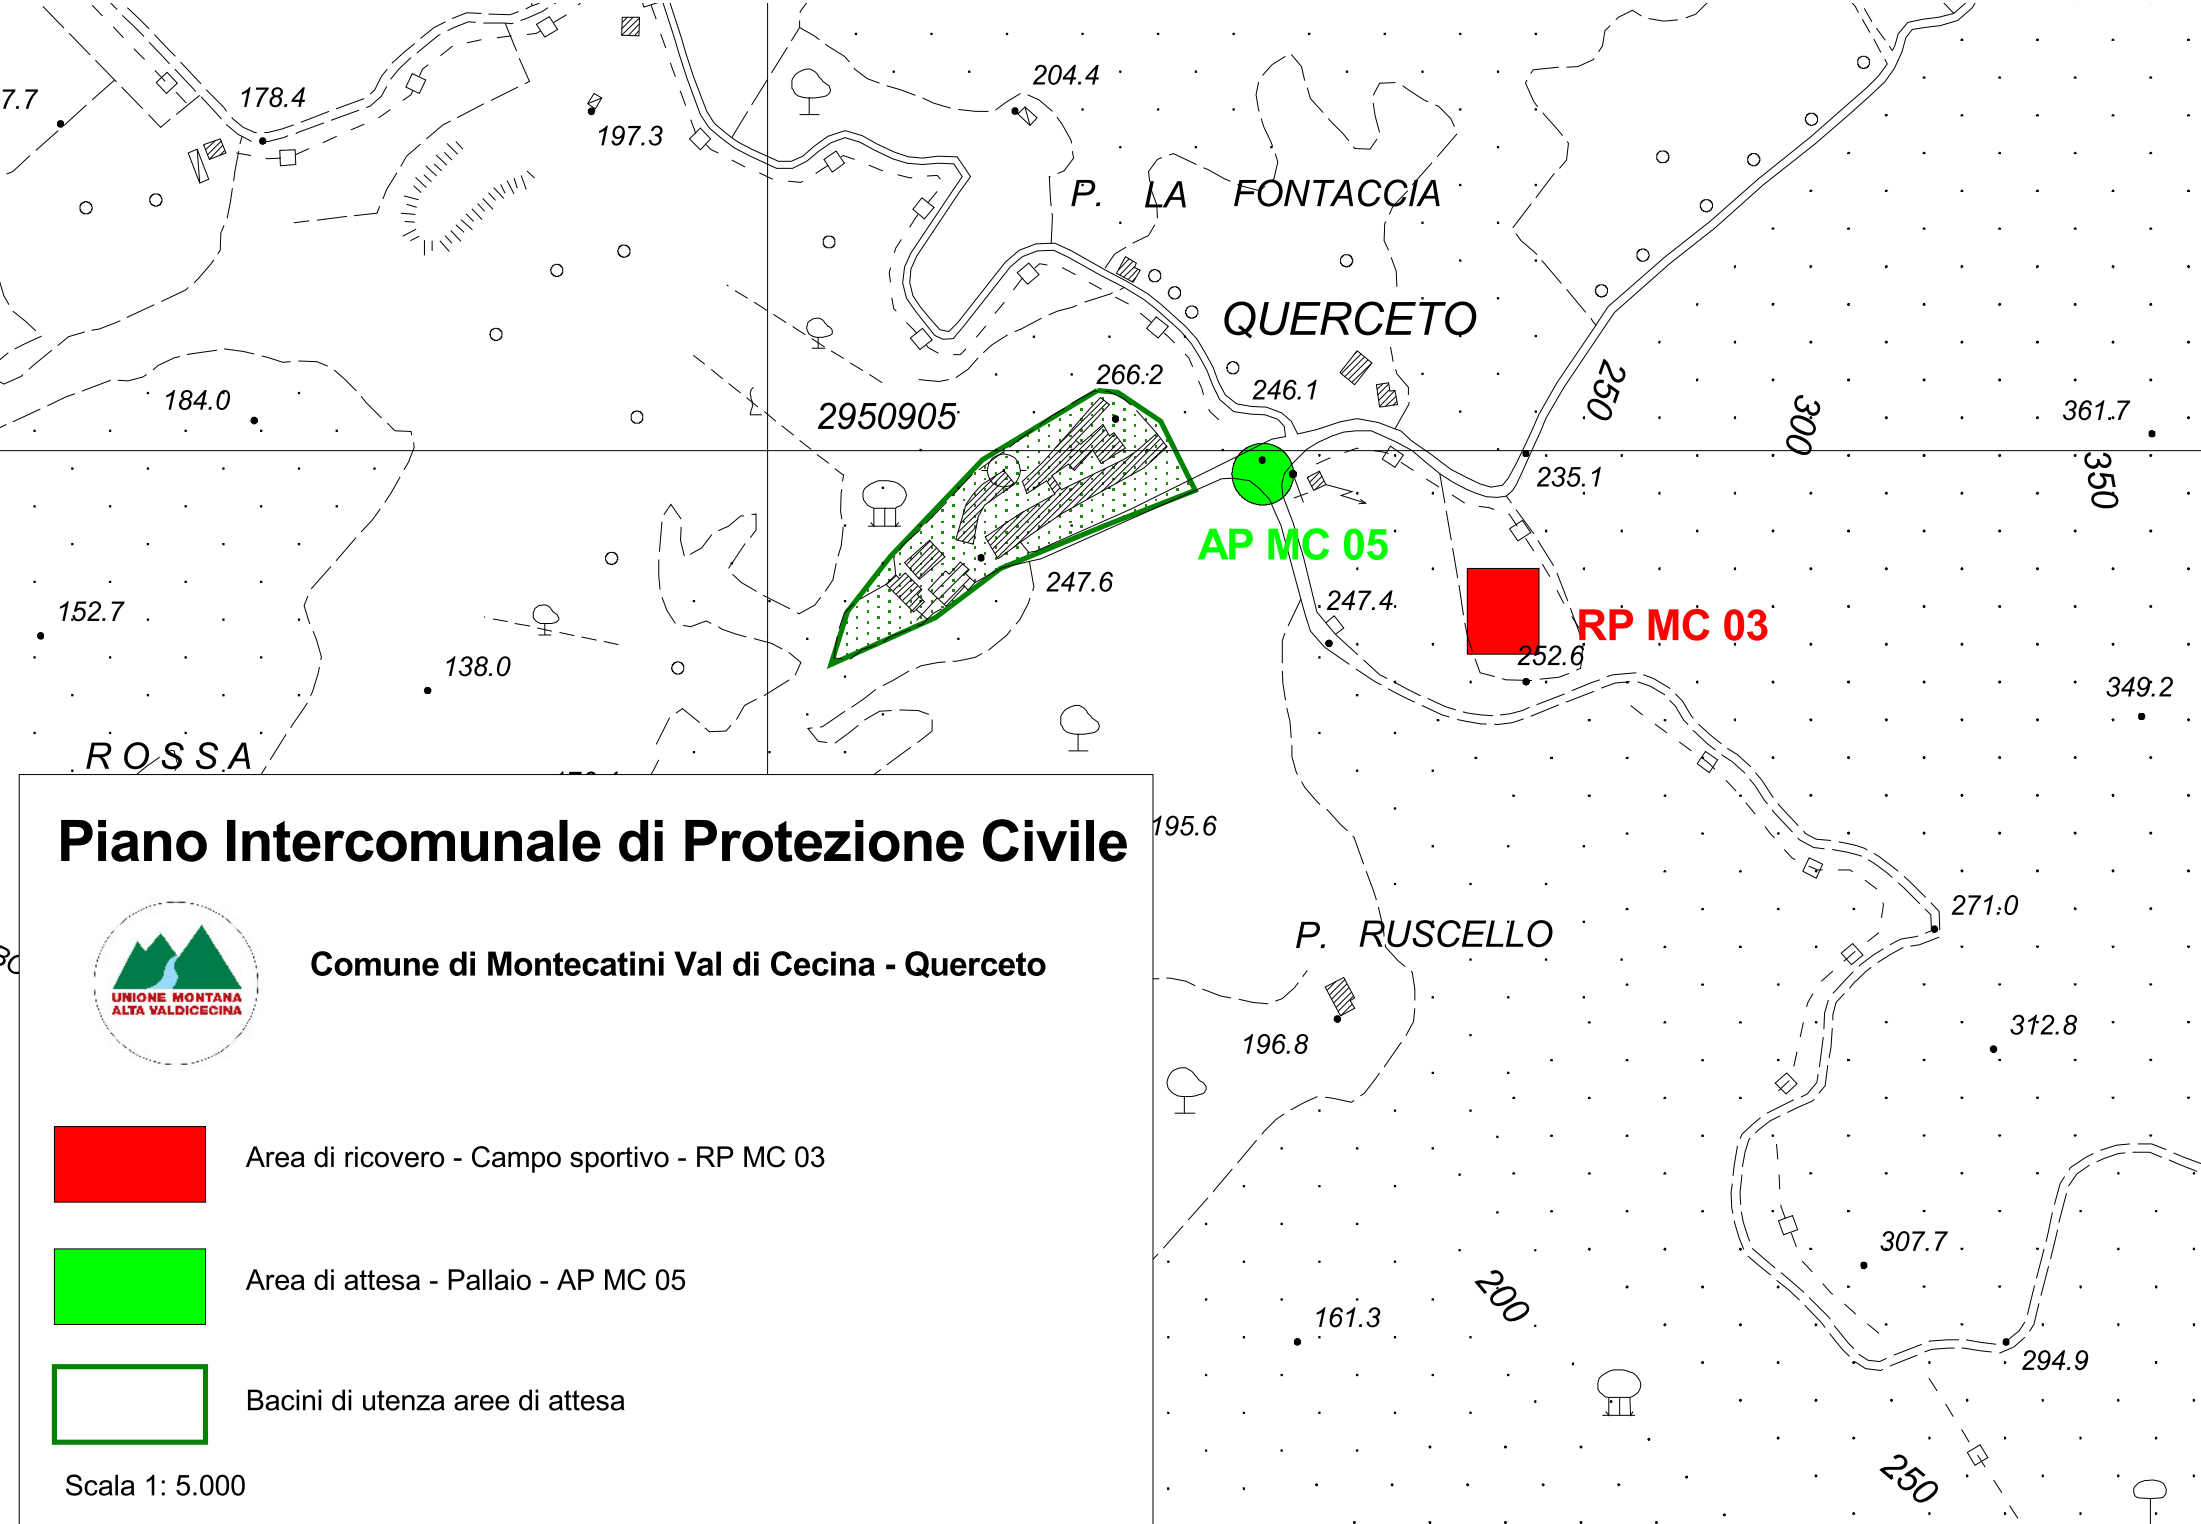 7.7
178.4
197.3
204.4
P. LA FONTACCIA
QUERCETO
266.2
246.1
250
300
361.7
184.0
2950905
235.1
350
AP MC 05
247.6
247.4
152.7
RP MC 03
252.6
138.0
349.2
ROSSA
195.6
Piano Intercomunale di Protezione Civile
UNIONE MONTANA
ALTA VALDICECINA
Comune di Montecatini Val di Cecina - Querceto
271.0
P. RUSCELLO
312.8
196.8
Area di ricovero - Campo sportivo - RP MC 03
307.7
Area di attesa - Pallaio - AP MC 05
200
161.3
294.9
Bacini di utenza aree di attesa
250
Scala 1: 5.000